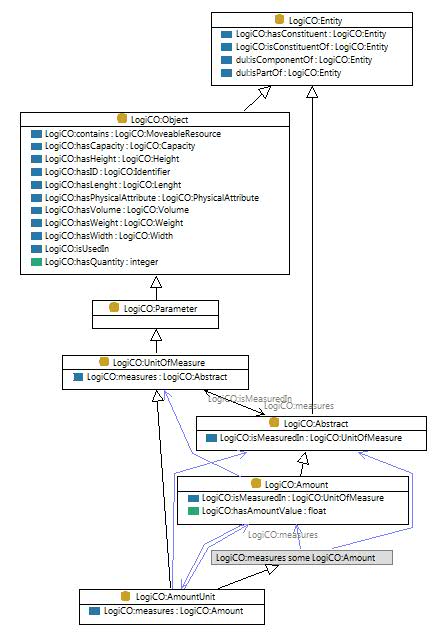 LogiCO:Entity
LogiCO:hasConstituent : LogiCO:Entity
LogiCO:isConstituentOf : LogiCO:Entity
dul:isComponentOf : LogiCO:Entity
dul:isPartOf : LogiCO:Entity
LogiCO:Object
LogiCO:contains : LogiCO:MoveableResource
LogiCO:hasCapacity : LogiCO:Capacity
LogiCO:hasHeight : LogiCO:Height
LogiCO:hasID : LogiCO:Identifier
LogiCO:hasLenght : LogiCO:Lenght
LogiCO:hasPhysicalAttribute : LogiCO:PhysicalAttribute
LogiCO:hasVolume : LogiCO:Volume
LogiCO:hasWeight : LogiCO:Weight
LogiCO:hasWidth : LogiCO:Width
LogiCO:isUsedIn
LogiCO:hasQuantity : integer
LogiCO:Parameter
LogiCO:UnitOfMeasure
LogiCO:measures : LogiCO:Abstract
LogiCO:isMeasuredIn
LogiCO:measures
LogiCO:Abstract
LogiCO:isMeasuredIn : LogiCO:UnitOfMeasure
LogiCO:Amount
LogiCO:isMeasuredIn : LogiCO:UnitOfMeasure
LogiCO:hasAmountValue : float
LogiCO:measures
LogiCO:measures some LogiCO:Amount
LogiCO:AmountUnit
LogiCO:measures : LogiCO:Amount